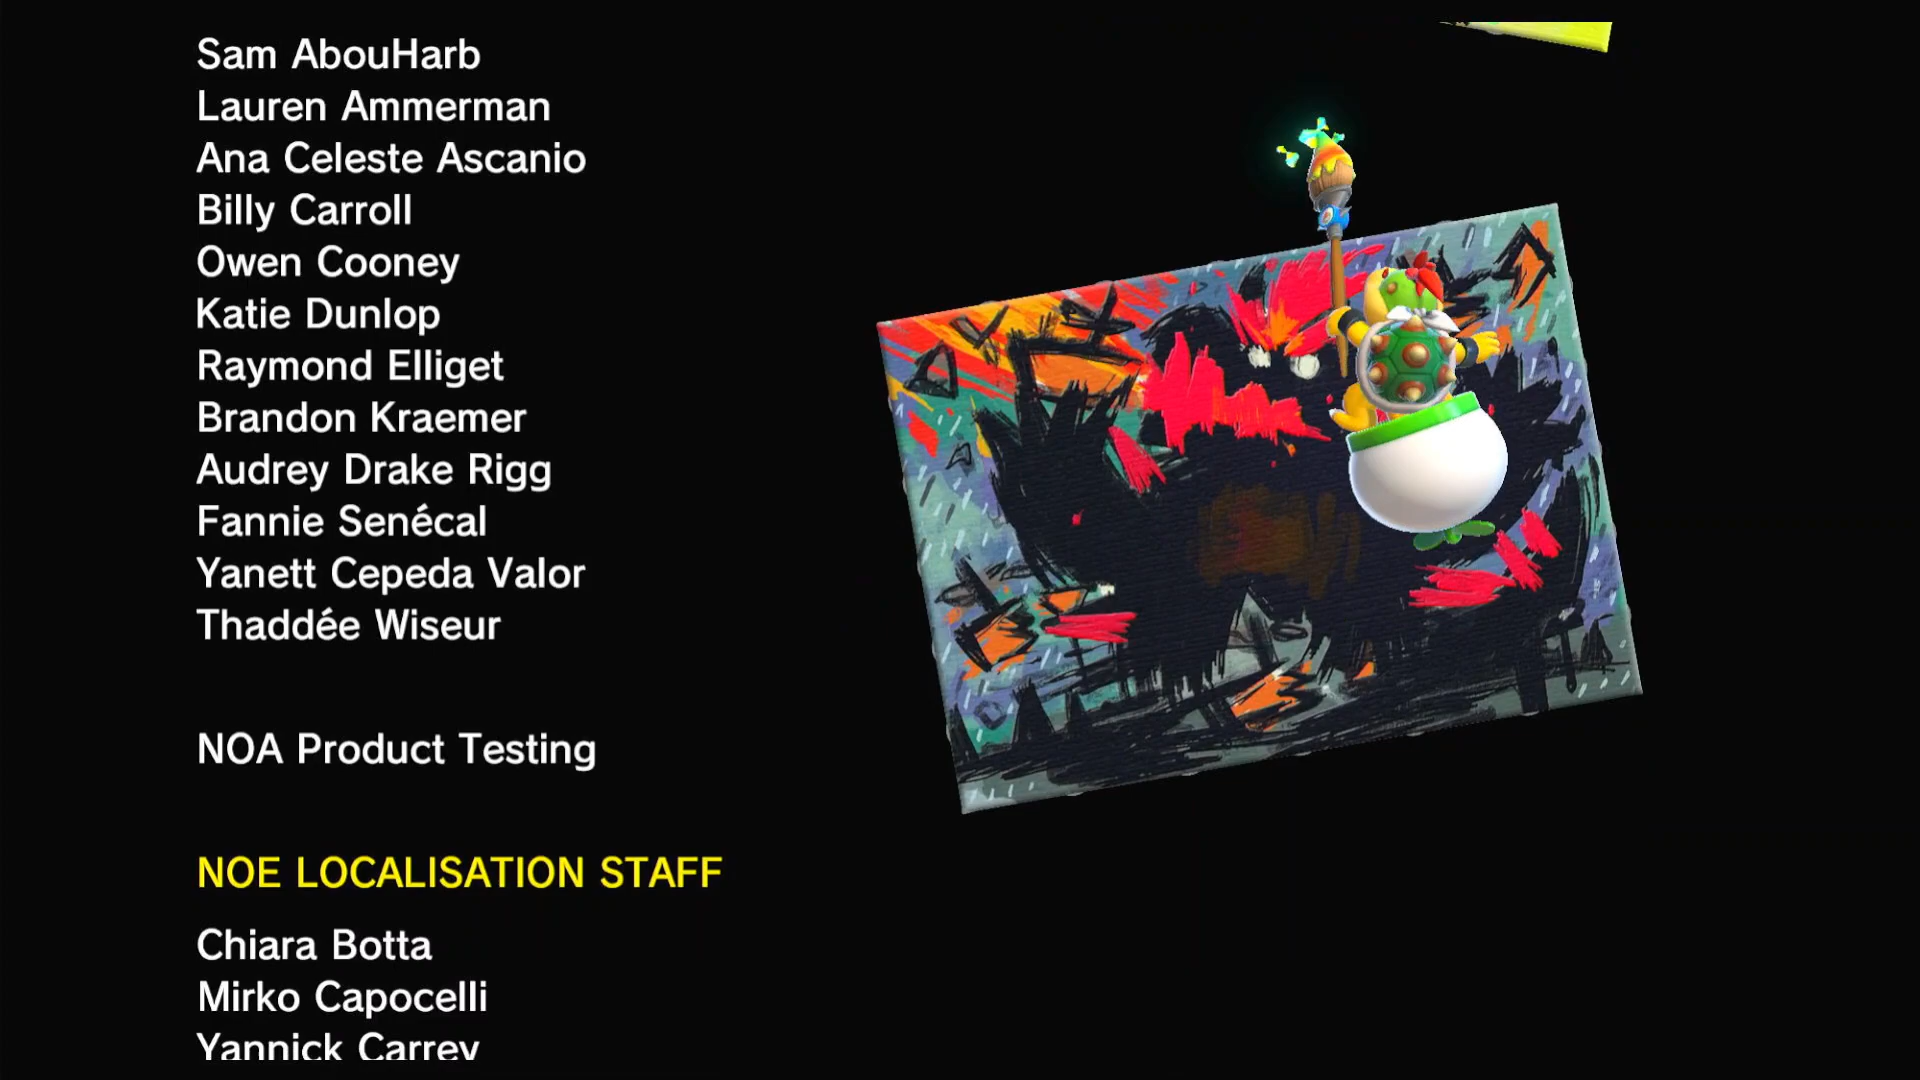 Sam AbouHarb
Lauren Ammerman
Ana Celeste Ascanio
Billy Carroll
Owen Cooney
Katie Dunlop
Raymond Elliget
Brandon Kraemer
Audrey Drake Rigg
Fannie Senécal
Yanett Cepeda Valor
Thaddée Wiseur
NOA Product Testing
NOE LOCALISATION STAFF
Chiara Botta
Mirko Capocelli
Yannick Carrey